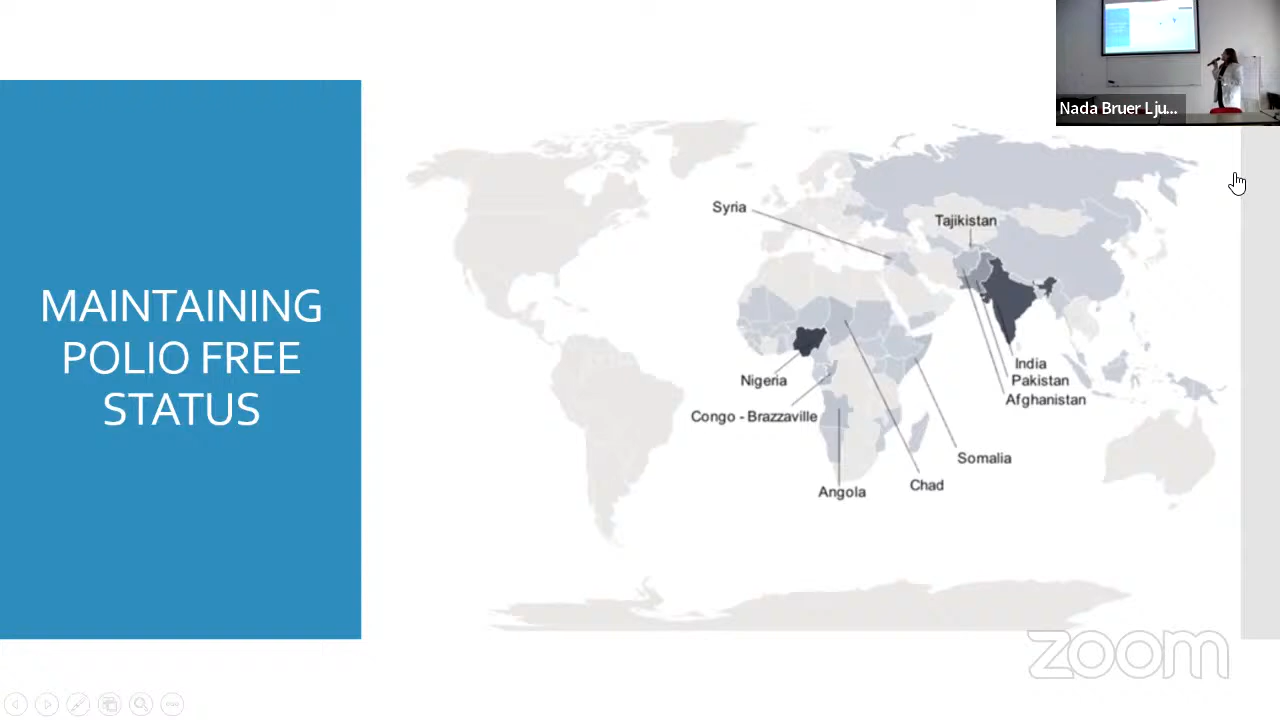 Nada Bruer Lju...
MAINTAINING
POLIO FREE
STATUS
Syria
Tajikistan
India
Pakistan
Afghanistan
Nigeria
Congo - Brazzaville
Somalia
Chad
Angola
zoom